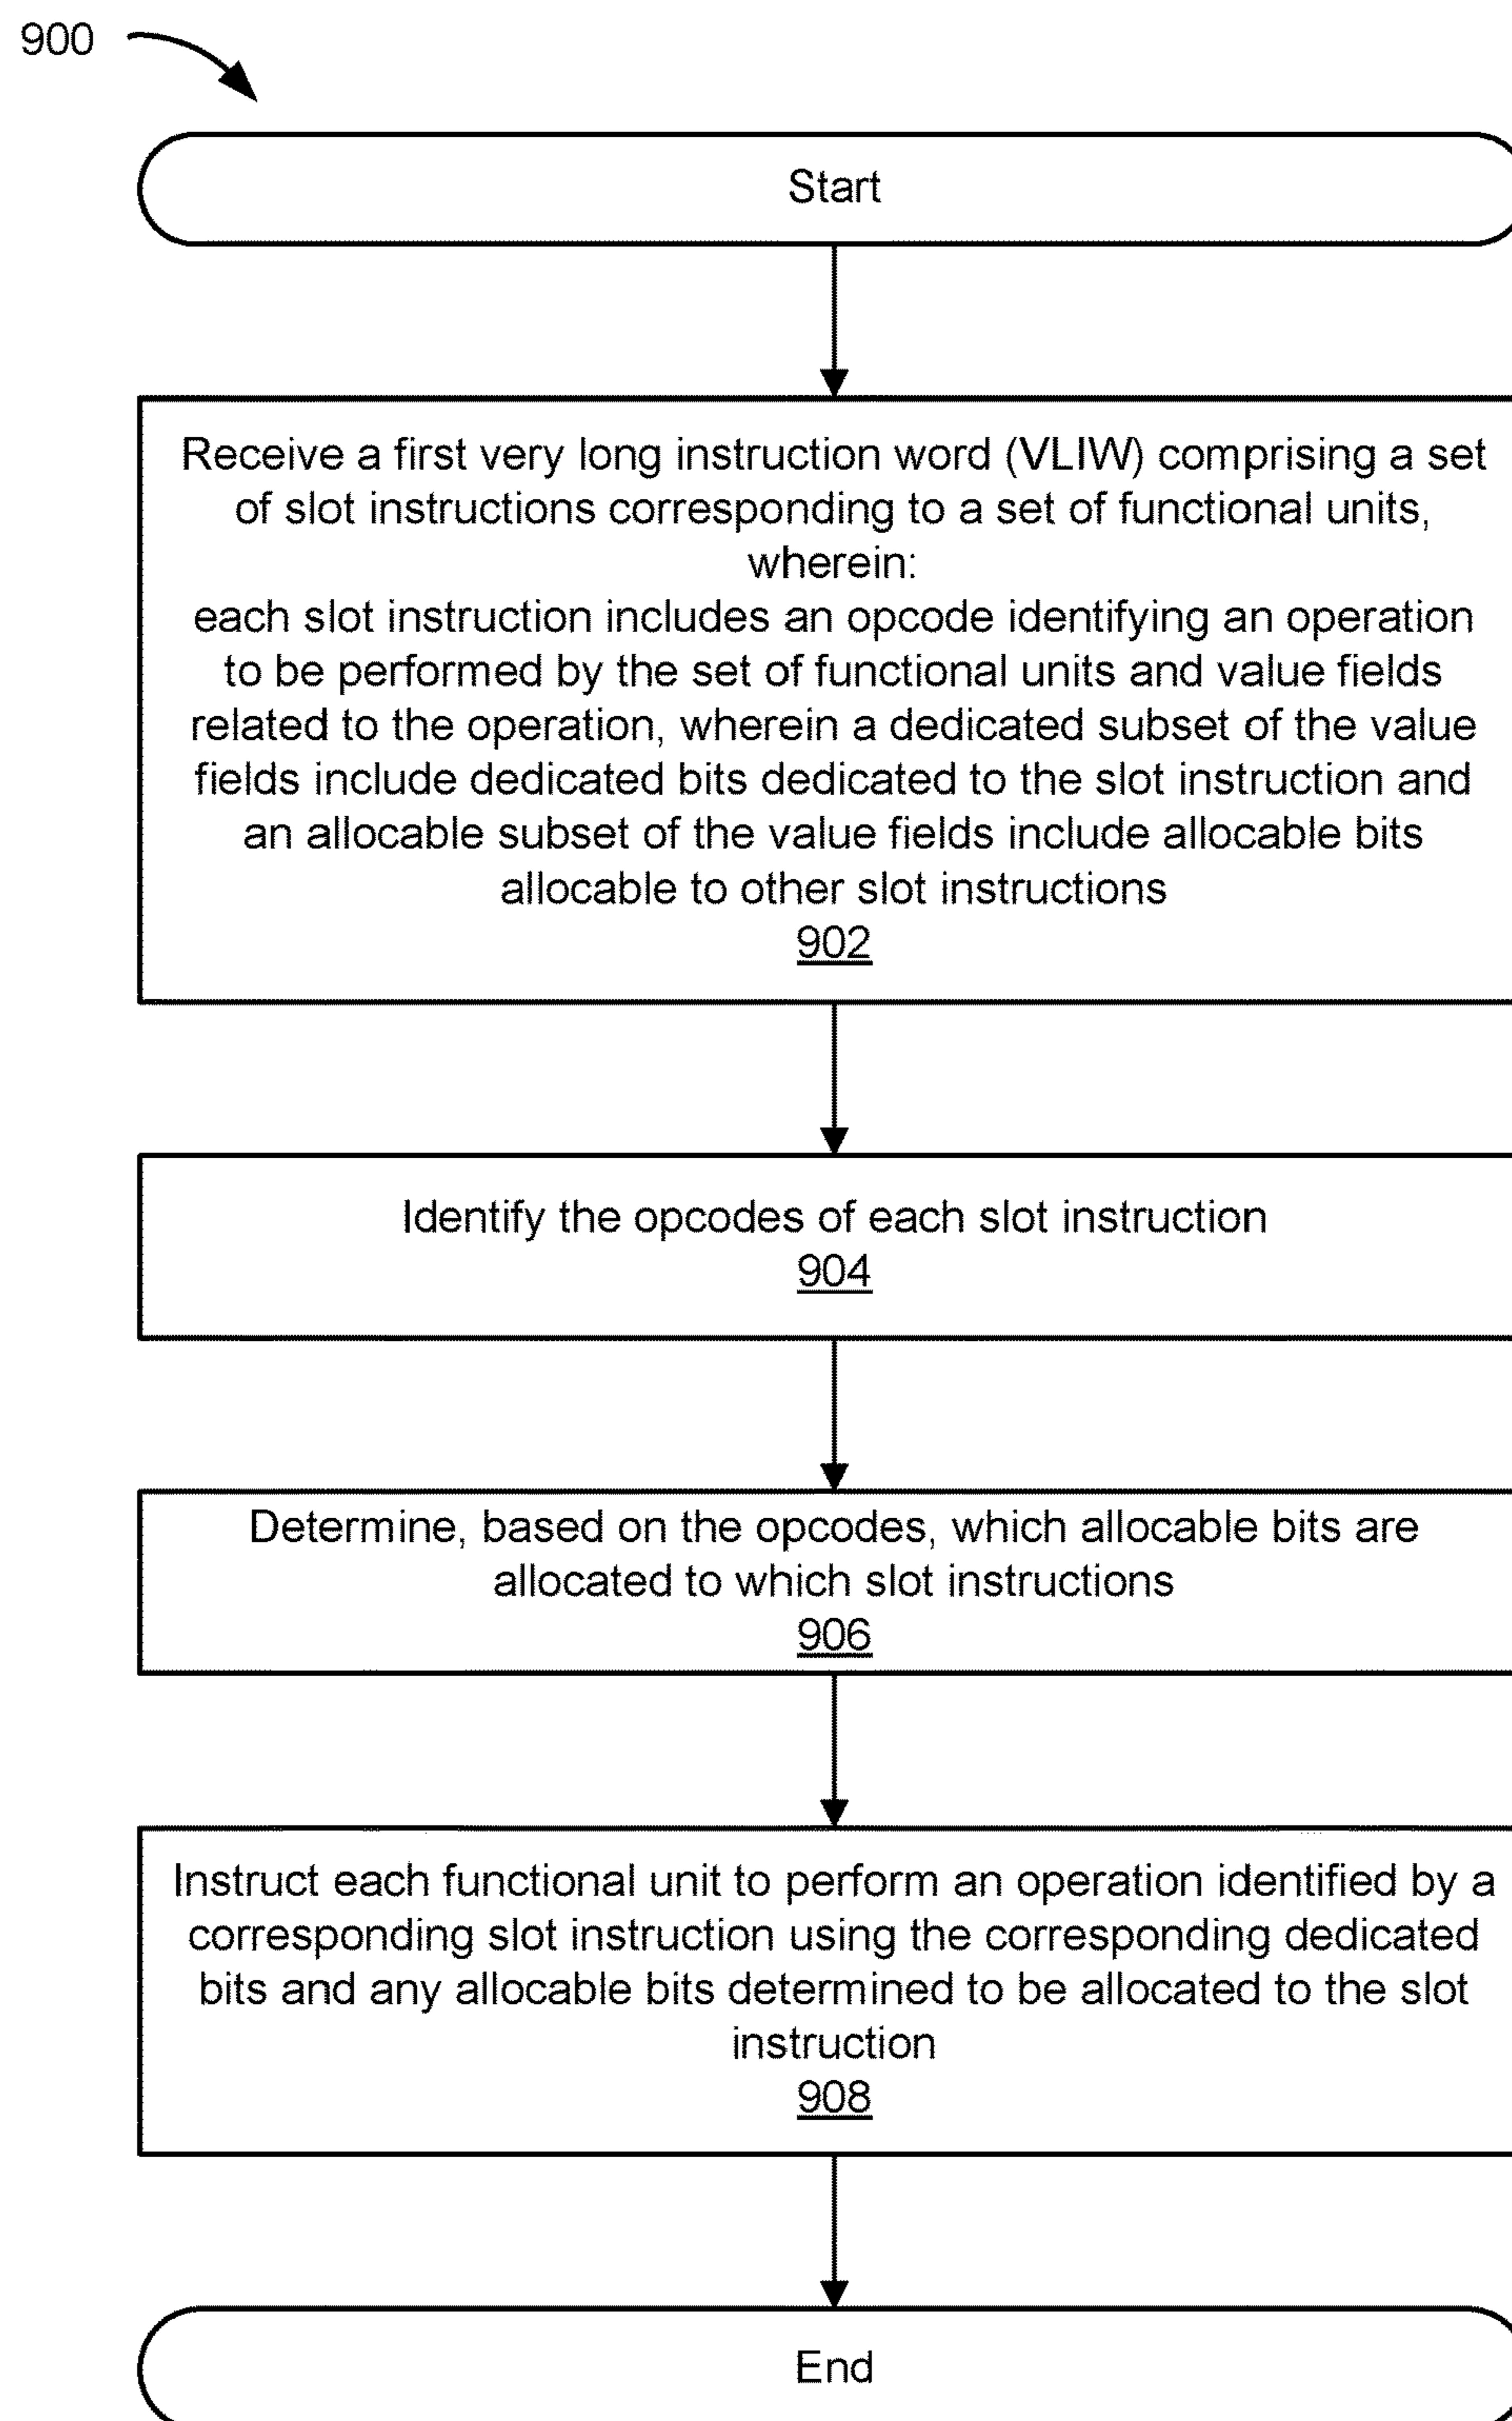 900
Start
Receive a first very long instruction word (VLIW) comprising a set
of slot instructions corresponding to a set of functional units,
wherein:
each slot instruction includes an opcode identifying an operation
to be performed by the set of functional units and value fields
related to the operation, wherein a dedicated subset of the value
fields include dedicated bits dedicated to the slot instruction and
an allocable subset of the value fields include allocable bits
allocable to other slot instructions
902
Identify the opcodes of each slot instruction
904
Determine, based on the opcodes, which allocable bits are
allocated to which slot instructions
906
Instruct each functional unit to perform an operation identified by a
corresponding slot instruction using the corresponding dedicated
bits and any allocable bits determined to be allocated to the slot
instruction
908
End